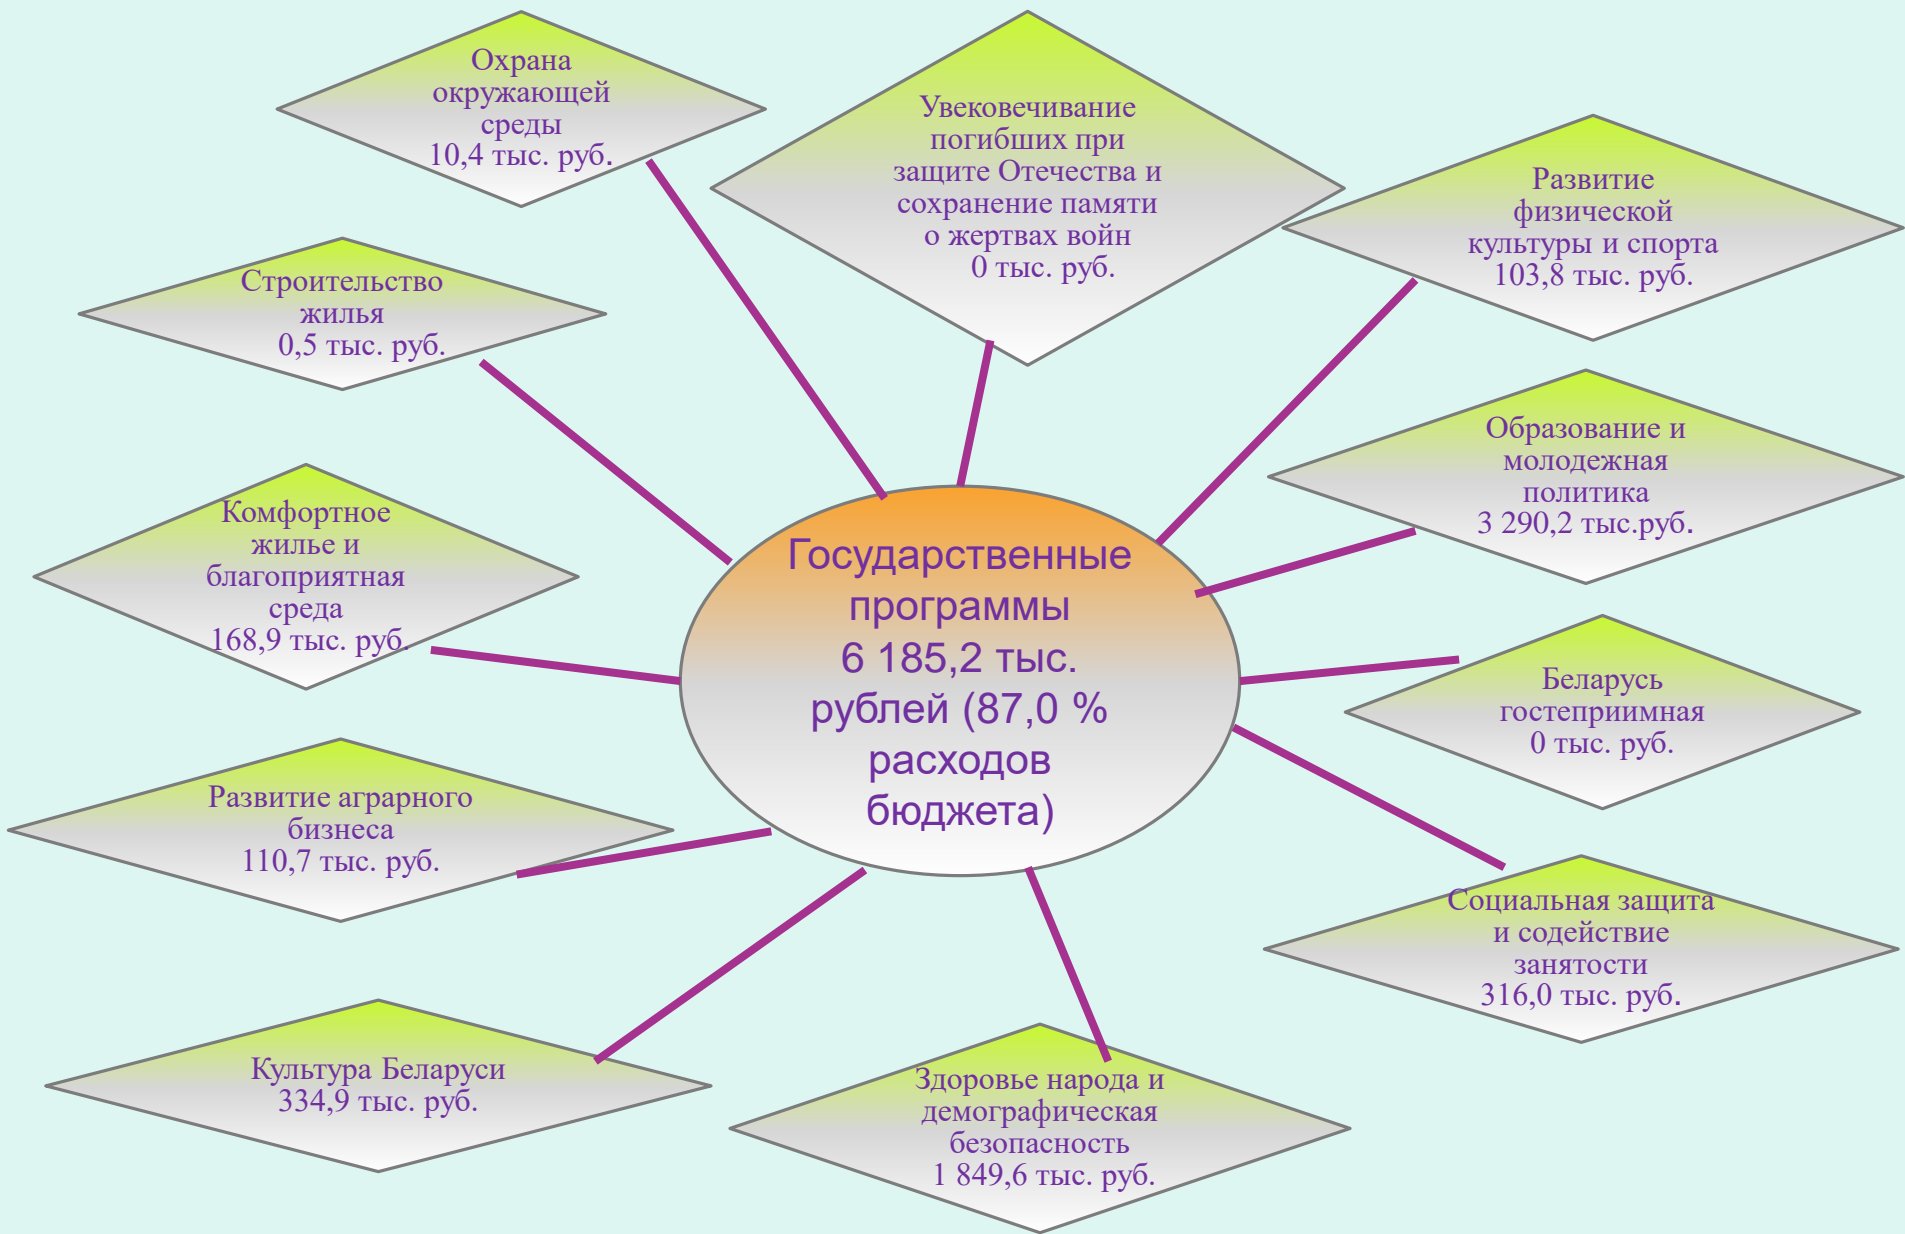 Охрана
окружающей
среды
10,4 тыс. руб.
Увековечивание
погибших при
защите Отечества и
сохранение памяти
о жертвах войн
0 тыс. руб.
Развитие
физической
культуры и спорта
103,8 тыс. руб.
Строительство
жилья
0,5 тыс. руб.
Образование и
молодежная
политика
3 290,2 тыс.руб.
Комфортное
жилье и
благоприятная
среда
168,9 тыс. руб.
Государственные
программы
6 185,2 тыс.
рублей (87,0 %
расходов
бюджета)
Беларусь
гостеприимная
0 тыс. руб.
Развитие аграрного
бизнеса
110,7 тыс. руб.
Социальная защита
и содействие
занятости
316,0 тыс. руб.
Культура Беларуси
334,9 тыс. руб.
Здоровье народа и
демографическая
безопасность
1 849,6 тыс. руб.